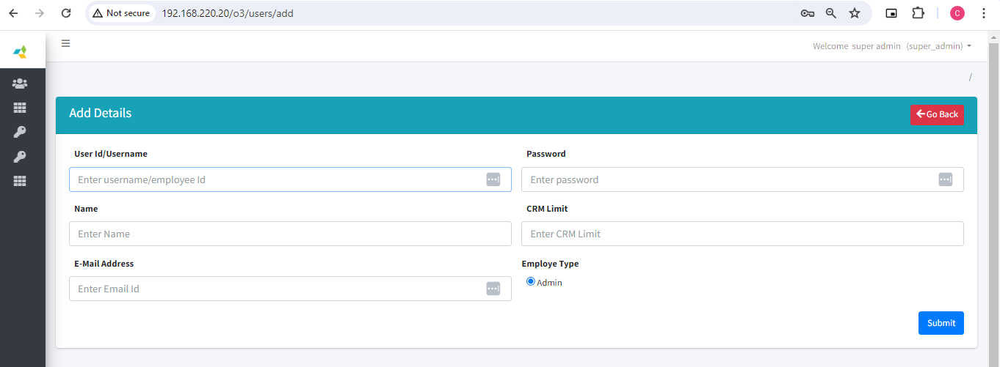 Not secure 192.168.220.20/o3/users/add
C
Welcome super admin (super_admin)
/
Add Details
Go Back
User Id/Username
Password
Enter username/employee Id
Enter password
Name
CRM Limit
Enter Name
Enter CRM Limit
E-Mail Address
Employe Type
Enter Email Id
Admin
Submit